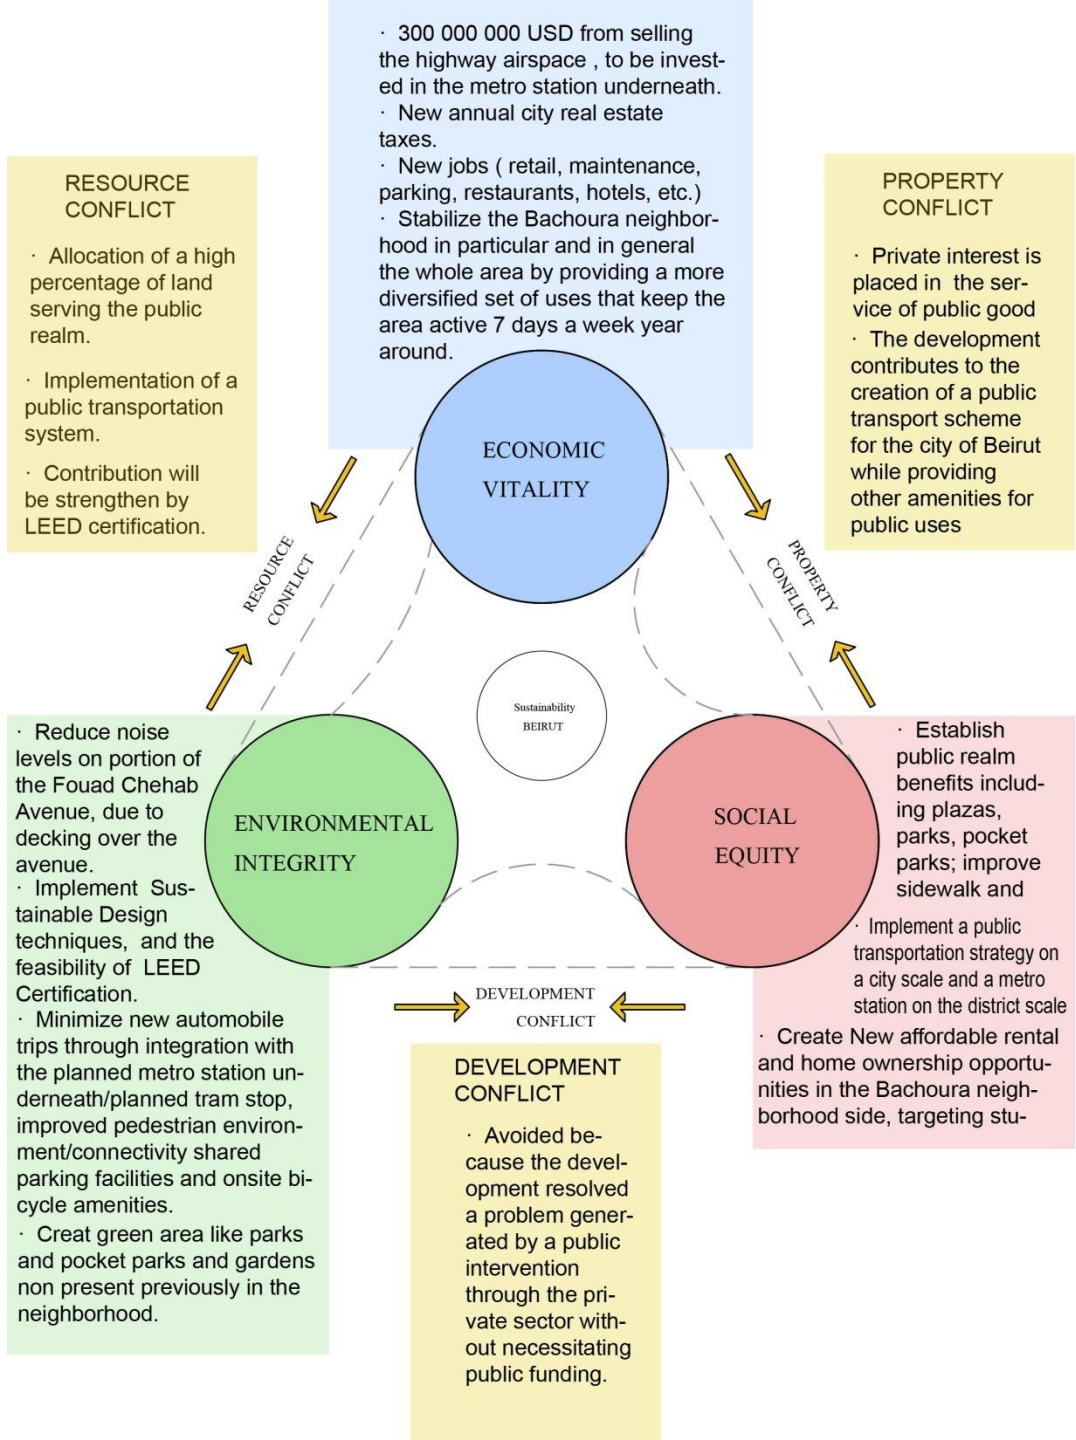 · 300 000 000 USD from selling
the highway airspace , to be invest-
ed in the metro station underneath.
· New annual city real estate
taxes.
· New jobs ( retail, maintenance,
parking, restaurants, hotels, etc.)
· Stabilize the Bachoura neighbor-
hood in particular and in general
the whole area by providing a more
diversified set of uses that keep the
area active 7 days a week year
around.
RESOURCE
CONFLICT
· Allocation of a high
percentage of land
serving the public
realm.
· Implementation of a
public transportation
system.
· Contribution will
be strengthen by
LEED certification.
PROPERTY
CONFLICT
· Private interest is
placed in the ser-
vice of public good
· The development
contributes to the
creation of a public
transport scheme
for the city of Beirut
while providing
other amenities for
public uses
ECONOMIC
VITALITY
RESOURCE
CONFLICT
PROPERTY
CONFLICT
Sustainability
BEIRUT
· Reduce noise
levels on portion of
the Fouad Chehab
Avenue, due to
decking over the
avenue.
· Implement Sus-
tainable Design
techniques, and the
feasibility of LEED
Certification.
· Minimize new automobile
trips through integration with
the planned metro station un-
derneath/planned tram stop,
improved pedestrian environ-
ment/connectivity shared
parking facilities and onsite bi-
cycle amenities.
· Creat green area like parks
and pocket parks and gardens
non present previously in the
neighborhood.
ENVIRONMENTAL
INTEGRITY
SOCIAL
EQUITY
· Establish
public realm
benefits includ-
ing plazas,
parks, pocket
parks; improve
sidewalk and
· Implement a public
transportation strategy on
a city scale and a metro
station on the district scale
· Create New affordable rental
and home ownership opportu-
nities in the Bachoura neigh-
borhood side, targeting stu-
DEVELOPMENT
CONFLICT
DEVELOPMENT
CONFLICT
· Avoided be-
cause the devel-
opment resolved
a problem gener-
ated by a public
intervention
through the pri-
vate sector with-
out necessitating
public funding.